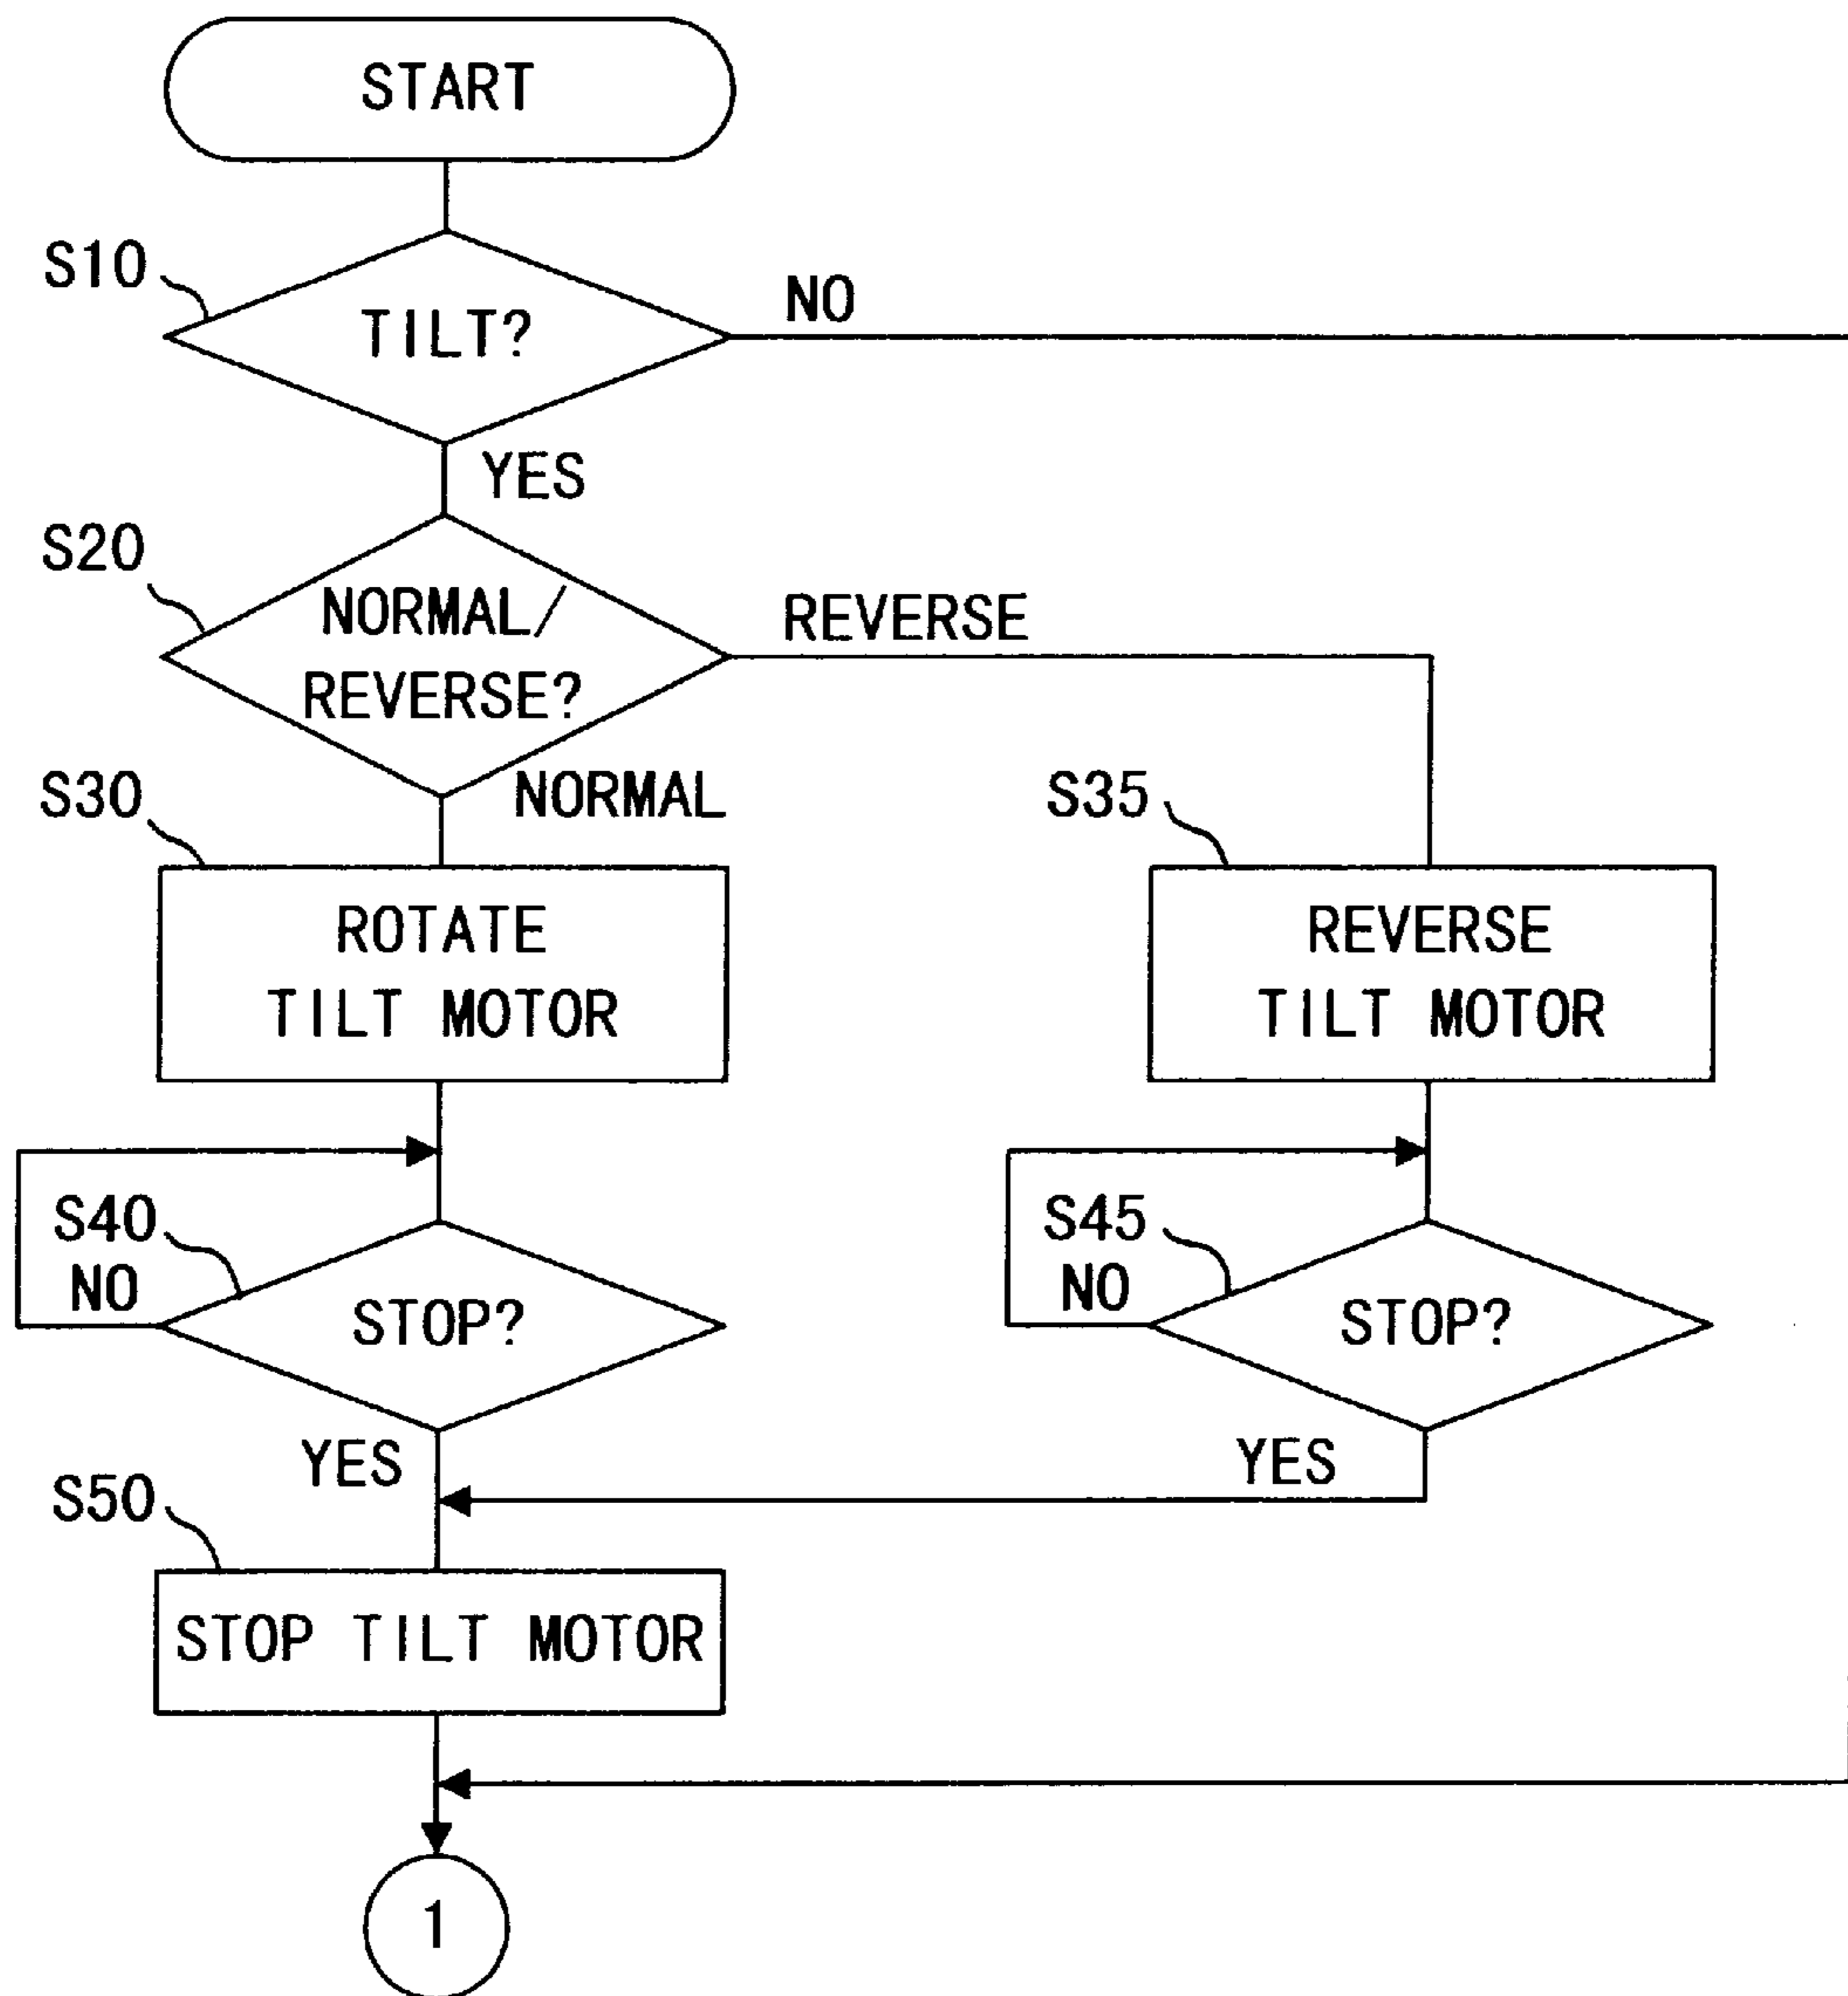 START
S10
TILT?
NO
YES
S20
NORMAL/
REVERSE?
REVERSE
NORMAL
S30
ROTATE
TILT MOTOR
S35
REVERSE
TILT MOTOR
S40
NO
STOP?
YES
S45
NO
STOP?
YES
S50
STOP TILT MOTOR
1